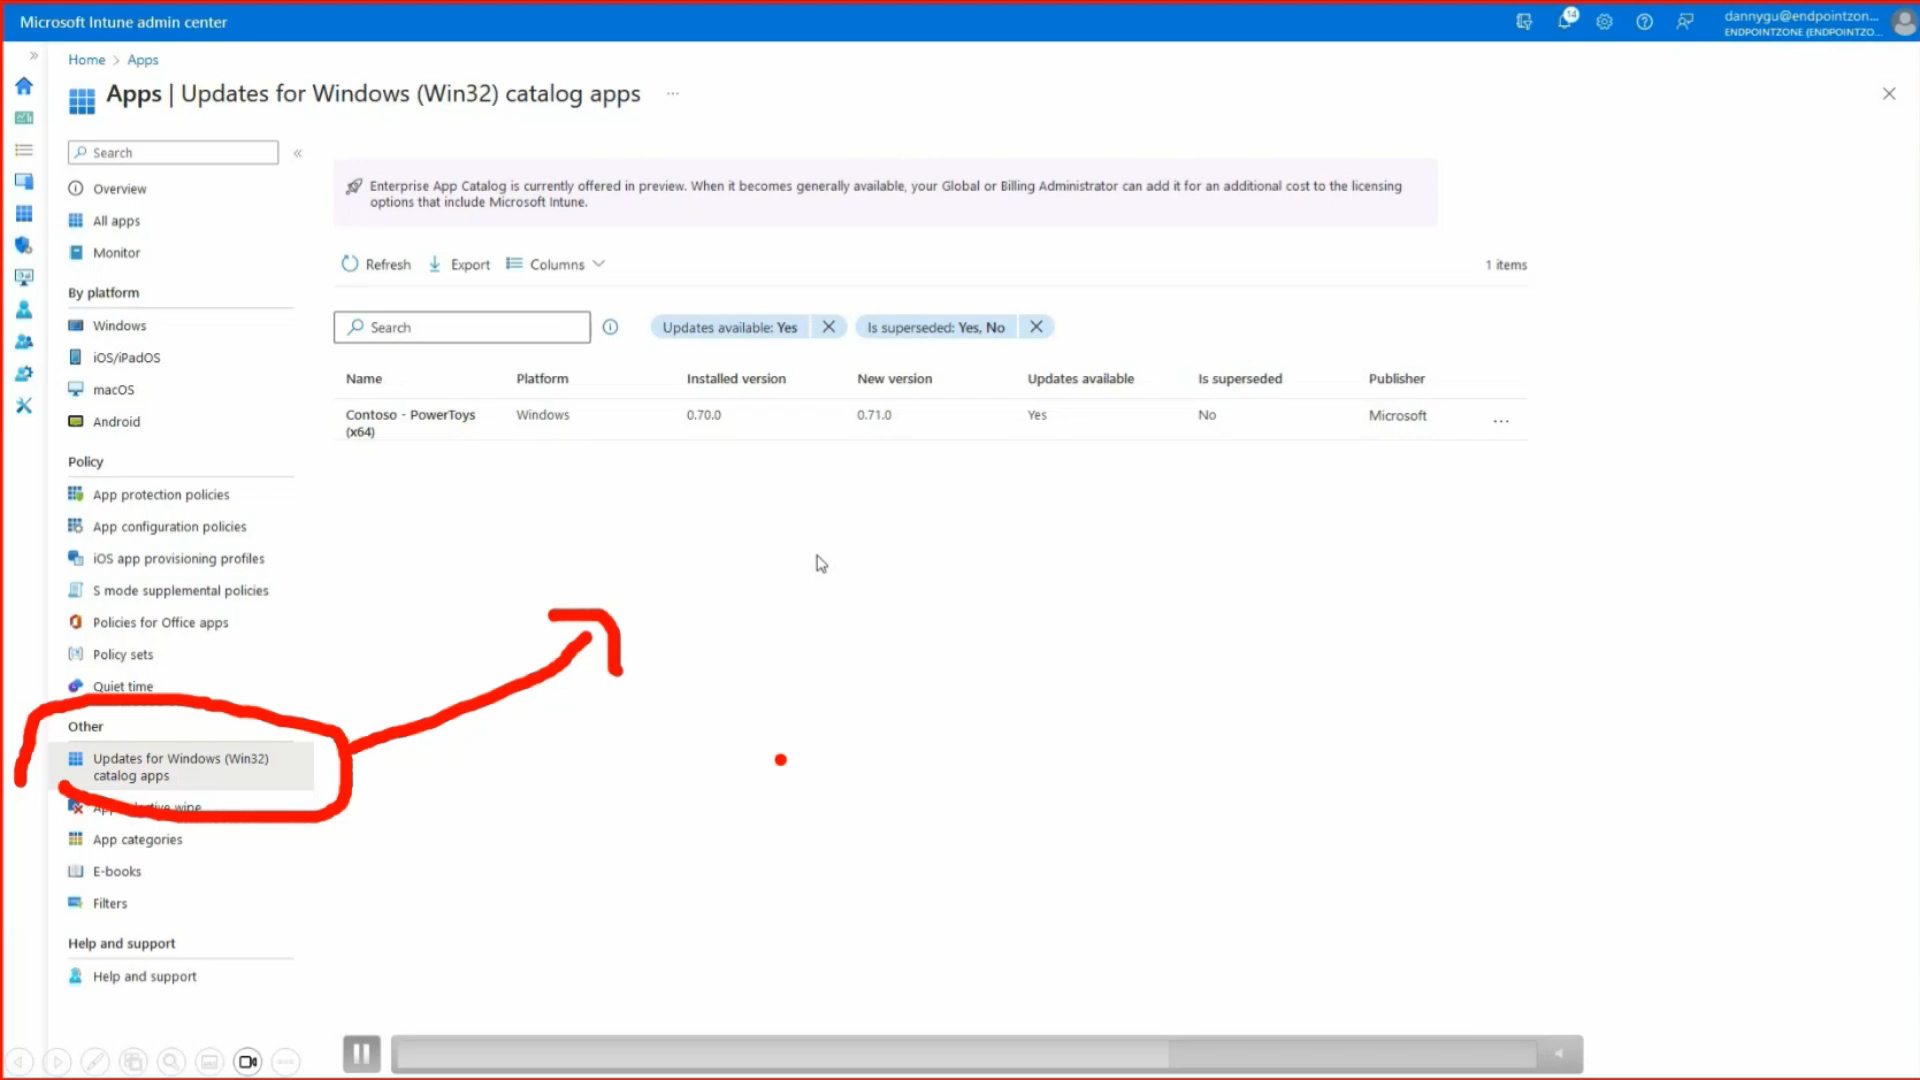 Microsoft Intune admin center
14
dannygu@endpointzon...
ENDPOINTZONE (ENDPOINTZO...
Home > Apps
Apps | Updates for Windows (Win32) catalog apps ...
Search
Overview
All apps
Monitor
By platform
Windows
iOS/iPadOS
macOS
Android
Policy
App protection policies
App configuration policies
iOS app provisioning profiles
S mode supplemental policies
Policies for Office apps
Policy sets
Quiet time
Other
Updates for Windows (Win32)
catalog apps
App selective wipe
App categories
E-books
Filters
Help and support
Help and support
Enterprise App Catalog is currently offered in preview. When it becomes generally available, your Global or Billing Administrator can add it for an additional cost to the licensing
options that include Microsoft Intune.
Refresh Export Columns 1 items
Search Updates available: Yes Is superseded: Yes, No
Name Platform Installed version New version Updates available Is superseded Publisher
Contoso - PowerToys Windows 0.70.0 0.71.0 Yes No Microsoft ...
(x64)